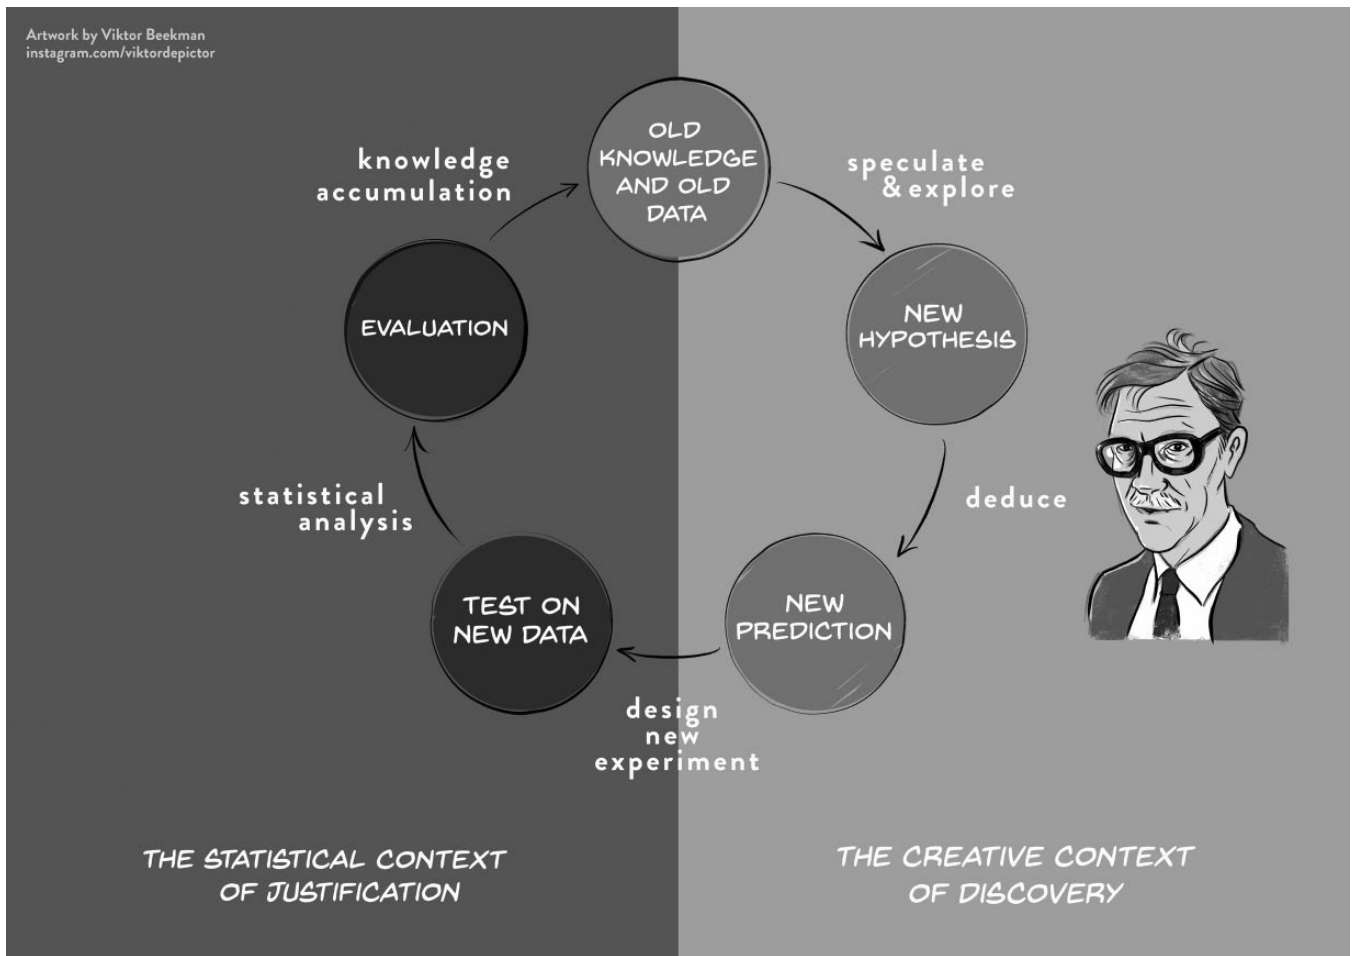 Artwork by Viktor Beekman
instagram.com/viktordepictor
OLD
KNOWLEDGE
AND OLD
DATA
speculate
& explore
NEW
HYPOTHESIS
deduce
NEW
PREDICTION
design
new
experiment
TEST ON
NEW DATA
statistical
analysis
EVALUATION
knowledge
accumulation
THE STATISTICAL CONTEXT
OF JUSTIFICATION
THE CREATIVE CONTEXT
OF DISCOVERY